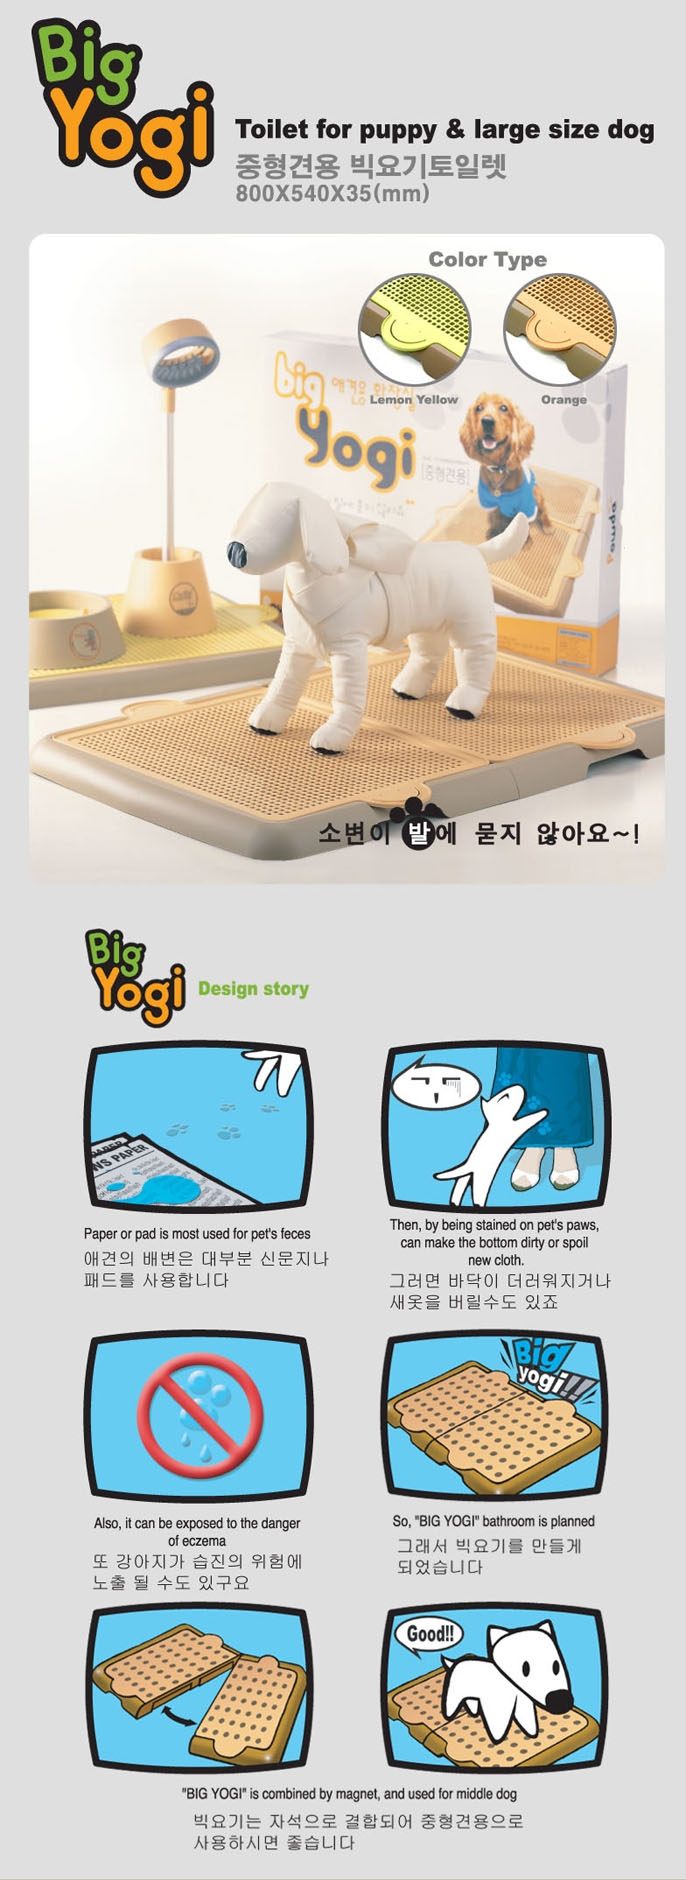 Big
Yogi
Toilet for puppy & large size dog
중형견용 빅요기토일렛
800X540X35(mm)
Color Type
Lemon Yellow
Orange
big
애견용 화장실
yogi
중형견용
소변이 발에 묻지 않아요~!
Big
Yogi
Design story
WS PAPER
Paper or pad is most used for pet's feces
애견의 배변은 대부분 신문지나
패드를 사용합니다
Then, by being stained on pet's paws,
can make the bottom dirty or spoil
new cloth.
그러면 바닥이 더러워지거나
새옷을 버릴수도 있죠
Also, it can be exposed to the danger
of eczema
또 강아지가 습진의 위험에
노출 될 수도 있구요
Big
yogi!!
So, "BIG YOGI" bathroom is planned
그래서 빅요기를 만들게
되었습니다
Good!!
"BIG YOGI" is combined by magnet, and used for middle dog
빅요기는 자석으로 결합되어 중형견용으로
사용하시면 좋습니다